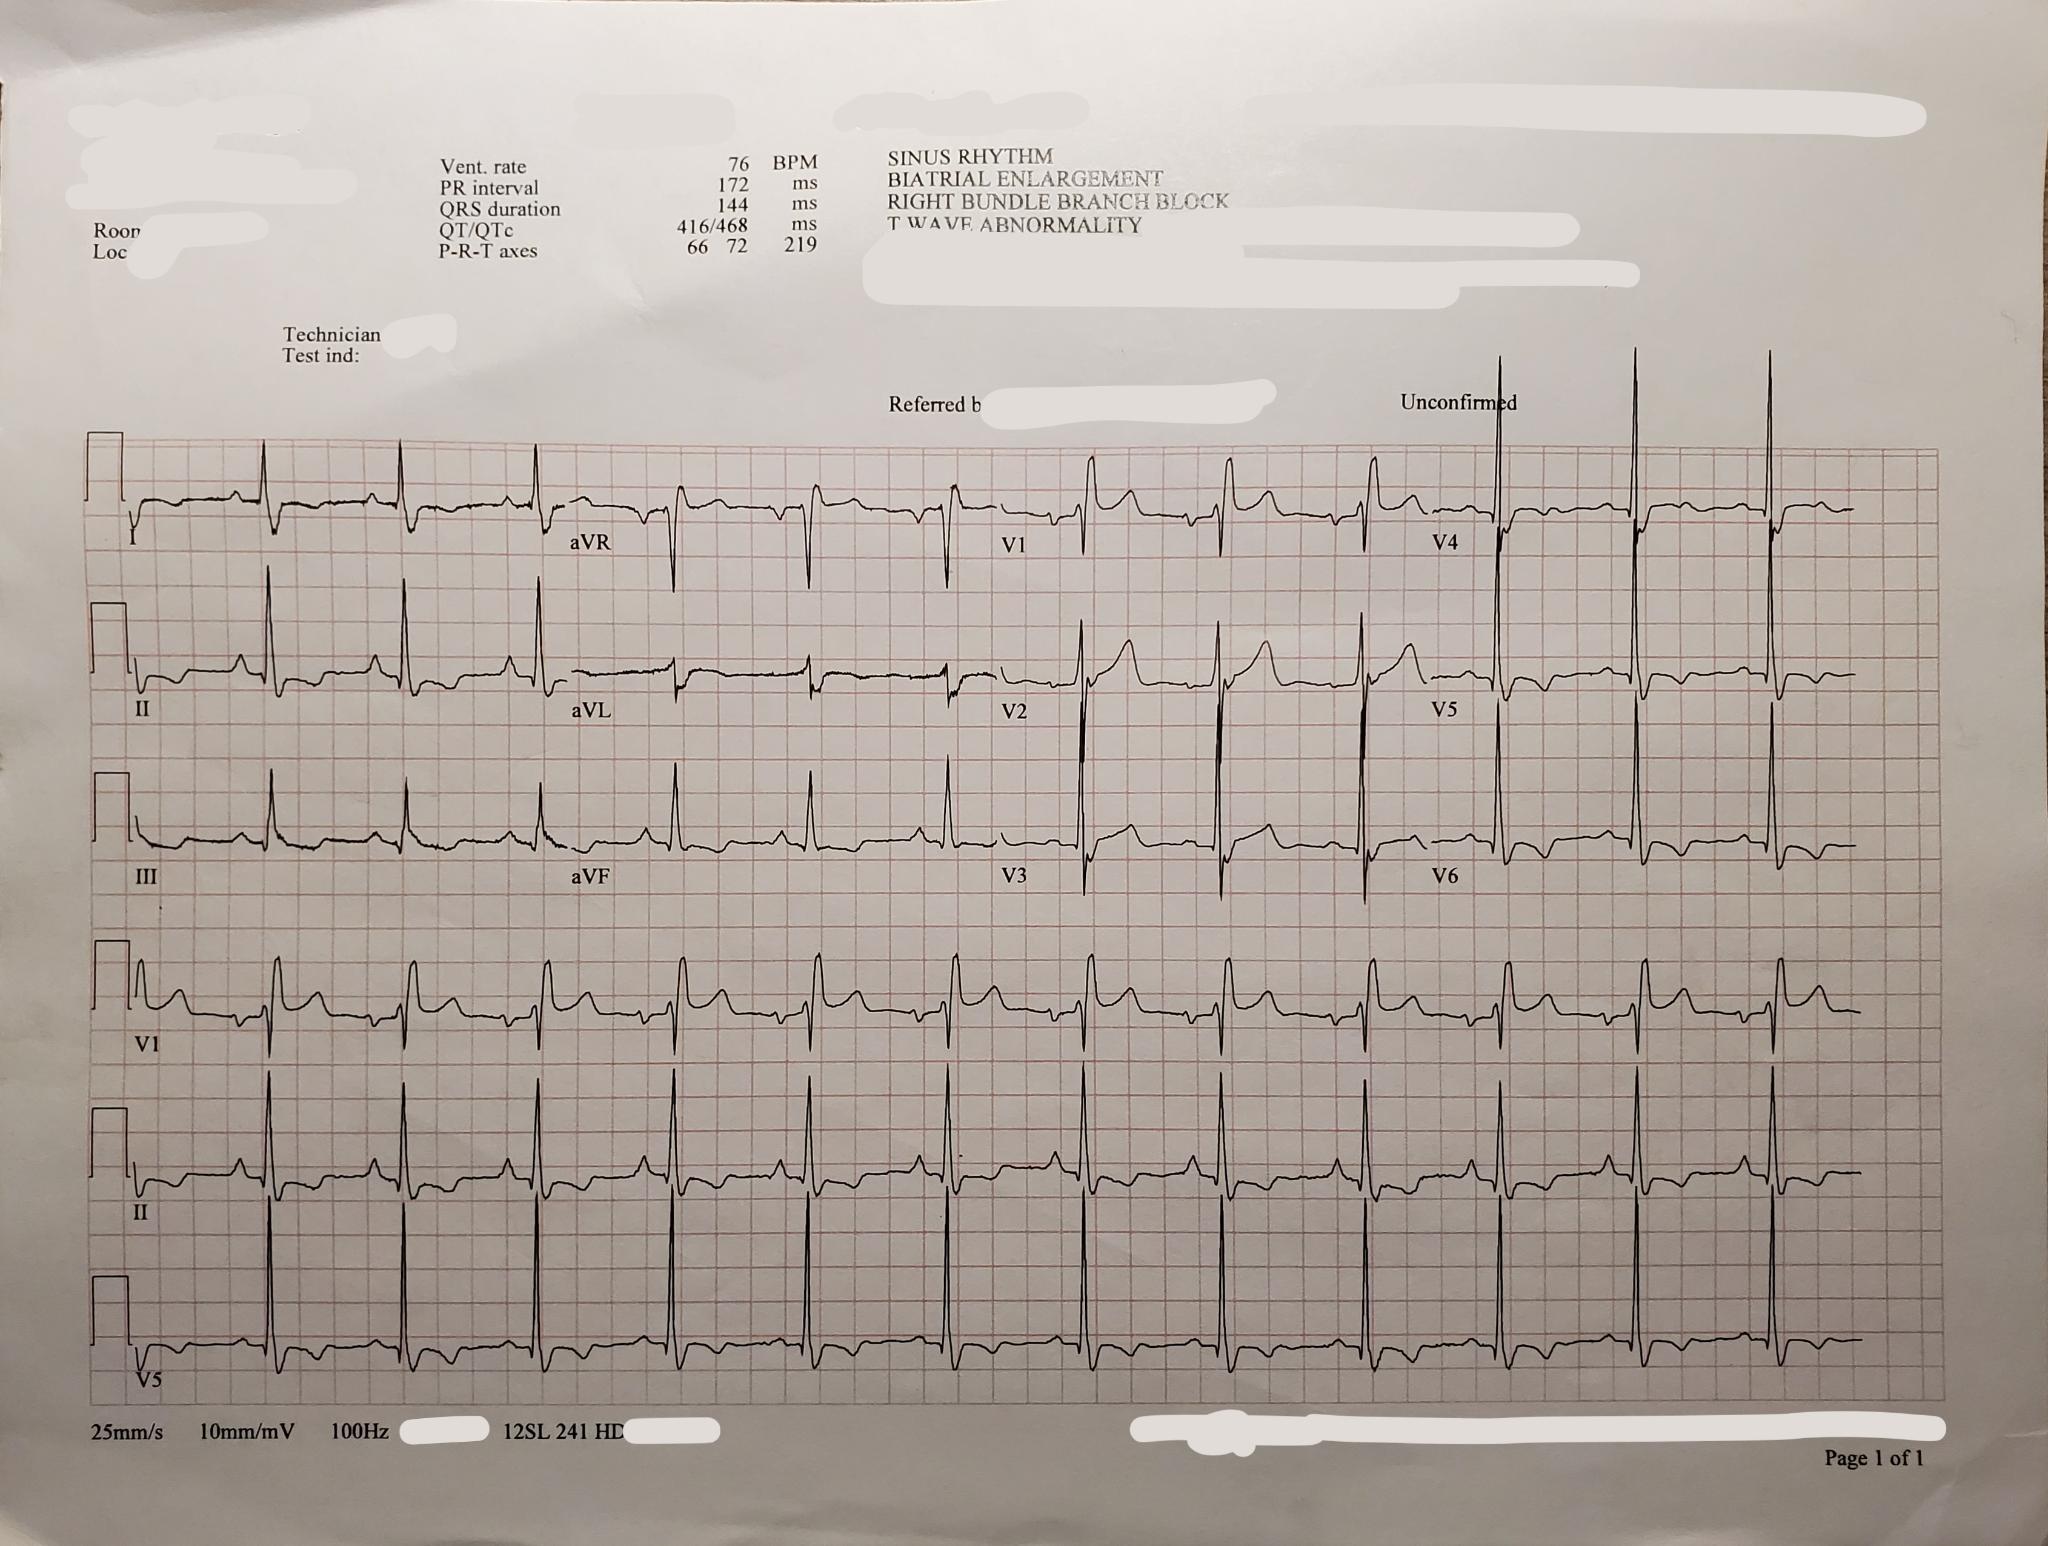 Vent. rate 76 BPM
PR interval 172 ms
QRS duration 144 ms
QT/QTc 416/468 ms
P-R-T axes 66 72 219
SINUS RHYTHM
BIATRIAL ENLARGEMENT
RIGHT BUNDLE BRANCH BLOCK
T WAVE ABNORMALITY
Loc
Technician
Test ind:
Referred b
Unconfirmed
I aVR V1 V4
II aVL V2 V5
III aVF V3 V6
V1
II
V5
25mm/s 10mm/mV 100Hz 12SL 241 HD
Page 1 of 1